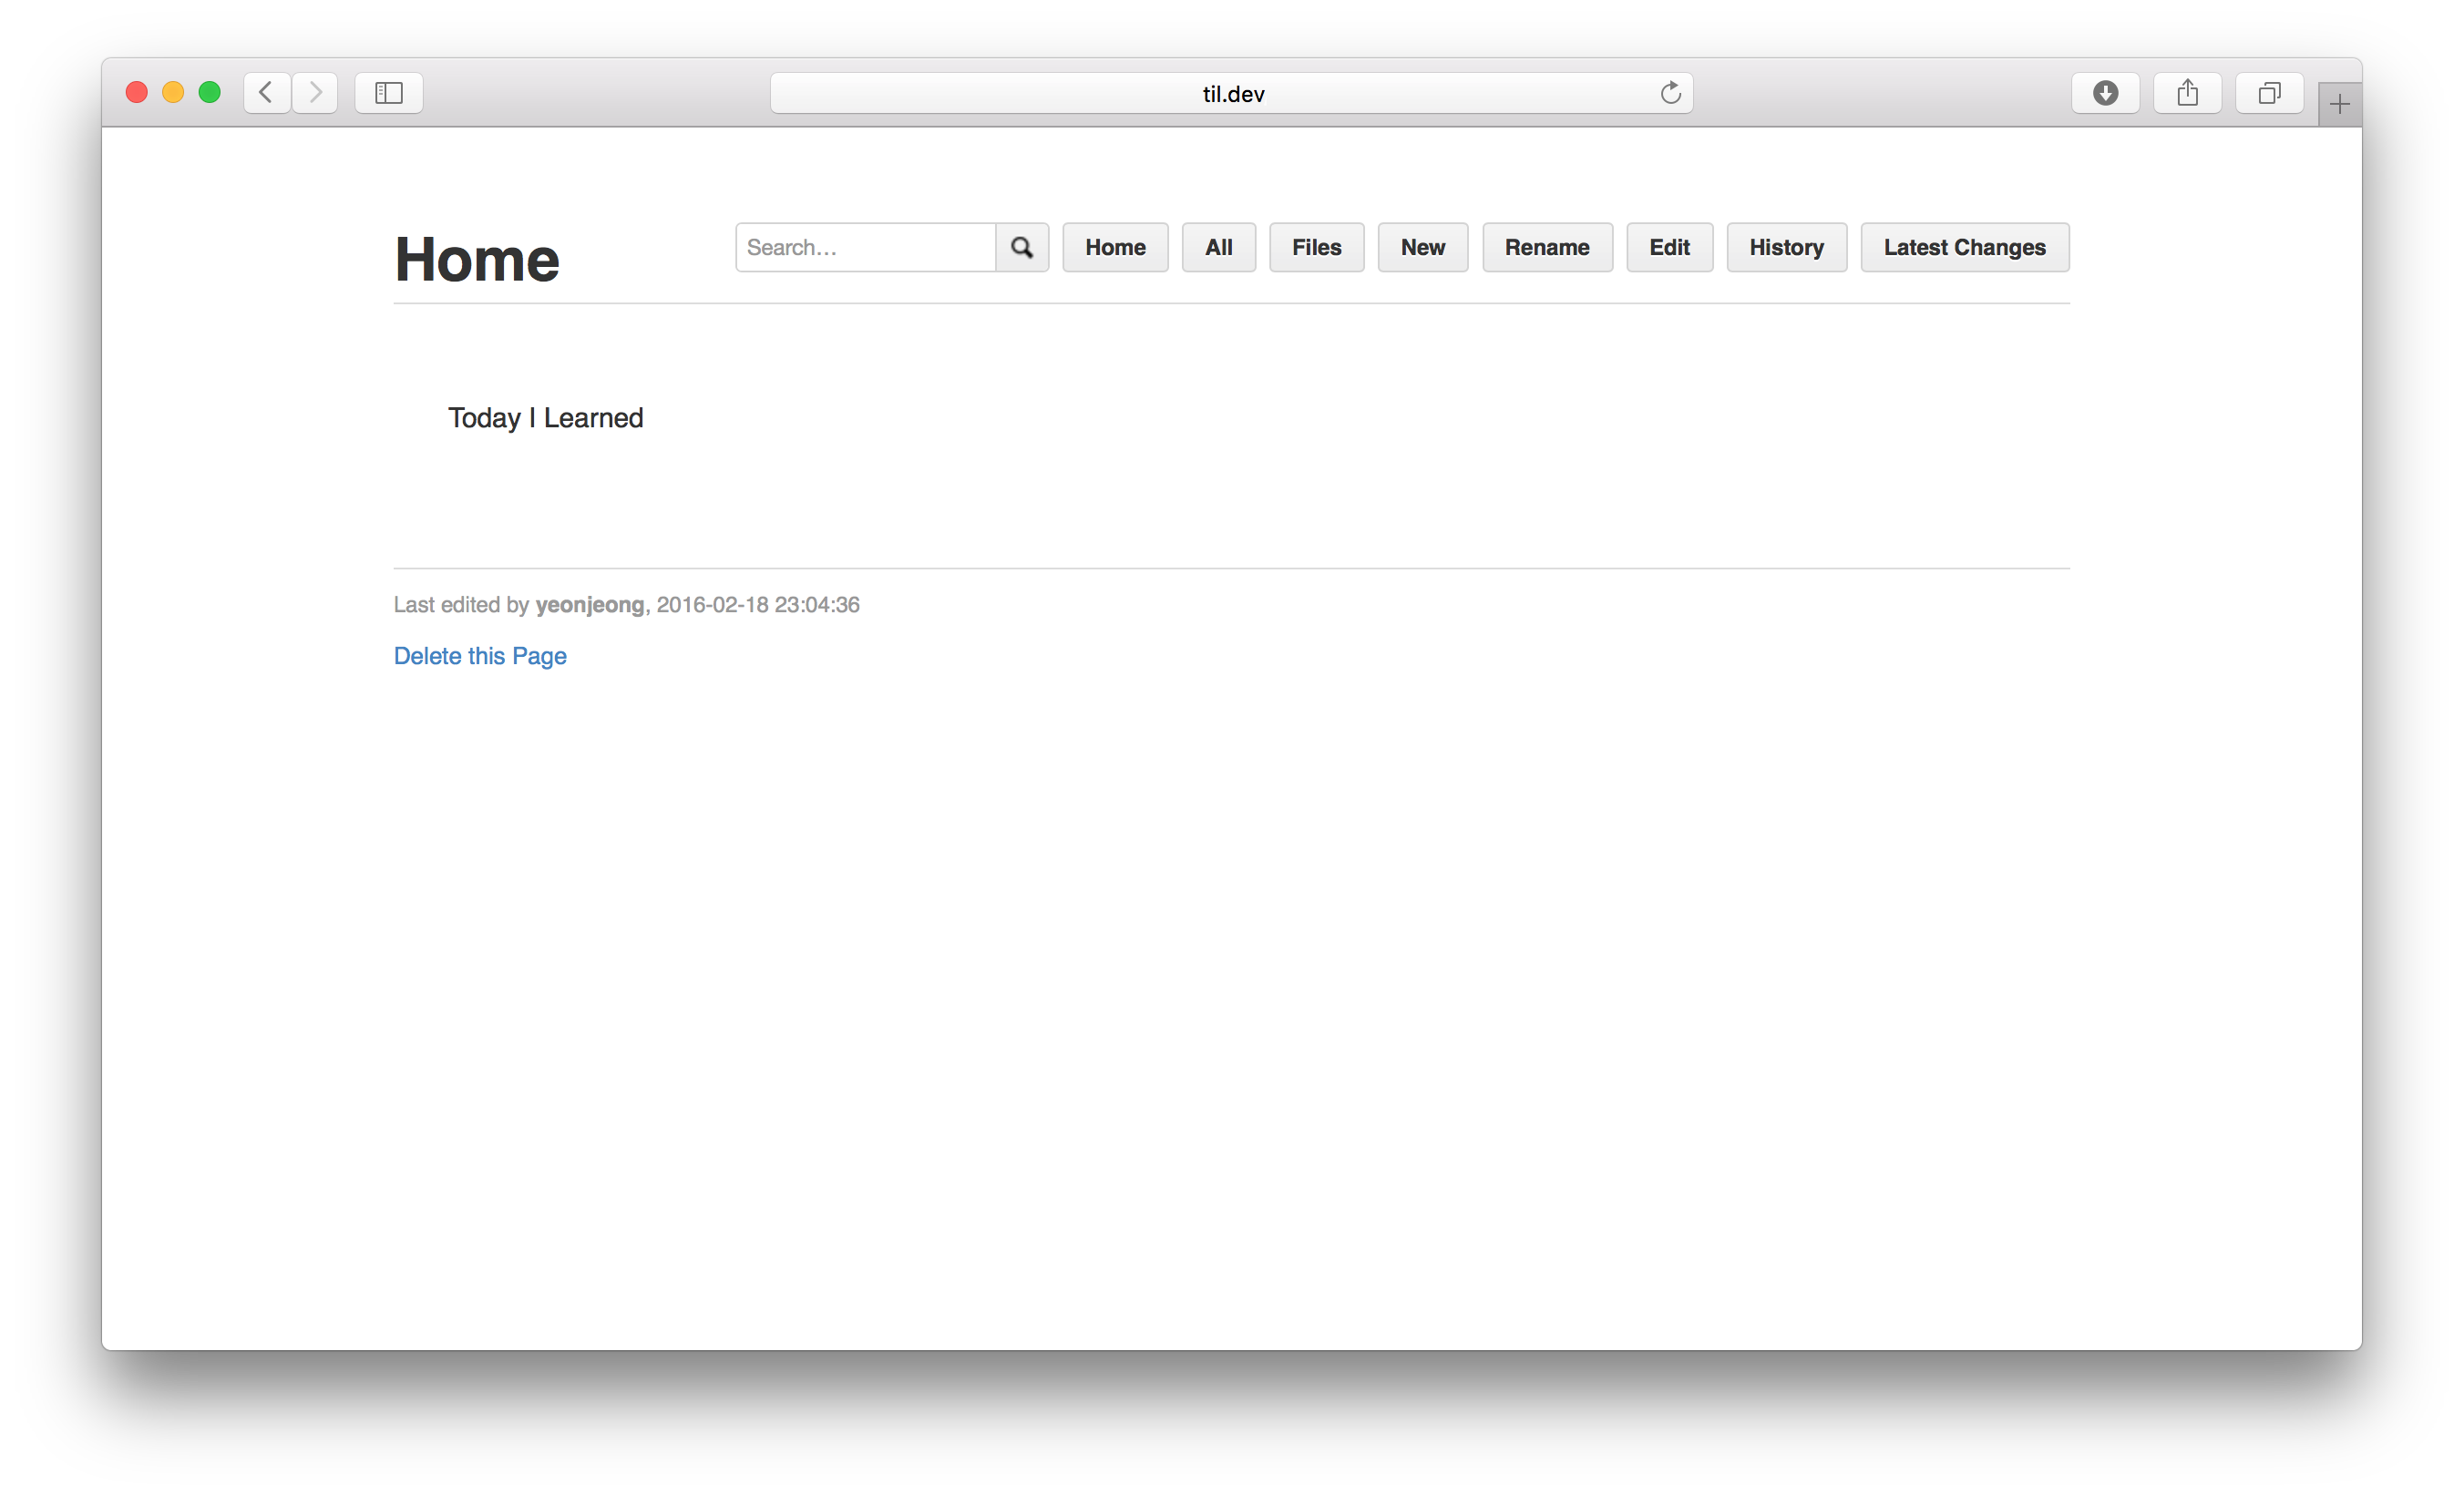 til.dev
Home
Search...
Home
All
Files
New
Rename
Edit
History
Latest Changes
Today I Learned
Last edited by yeonjeong, 2016-02-18 23:04:36
Delete this Page